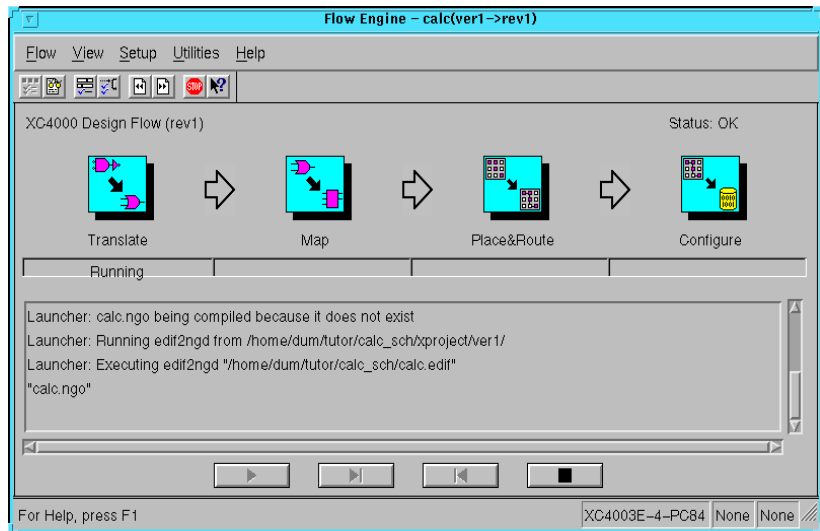 Flow Engine – calc(ver1->rev1)
Flow View Setup Utilities Help
STOP
XC4000 Design Flow (rev1) Status: OK
0010
1001
Translate Map Place&Route Configure
Running
Launcher: calc.ngo being compiled because it does not exist
Launcher: Running edif2ngd from /home/dum/tutor/calc_sch/xproject/ver1/
Launcher: Executing edif2ngd "/home/dum/tutor/calc_sch/calc.edif"
"calc.ngo"
For Help, press F1 XC4003E–4–PC84 None None